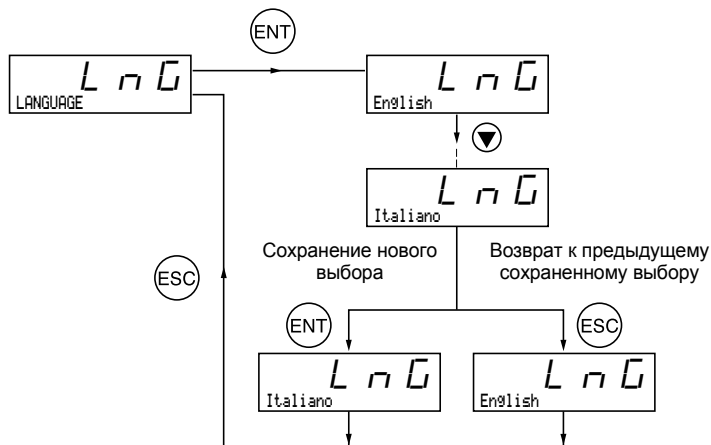 ENT
LnG
LANGUAGE
LnG
English
LnG
Italiano
Сохранение нового
выбора
Возврат к предыдущему
сохраненному выбору
ESC
ENT
ESC
LnG
Italiano
LnG
English